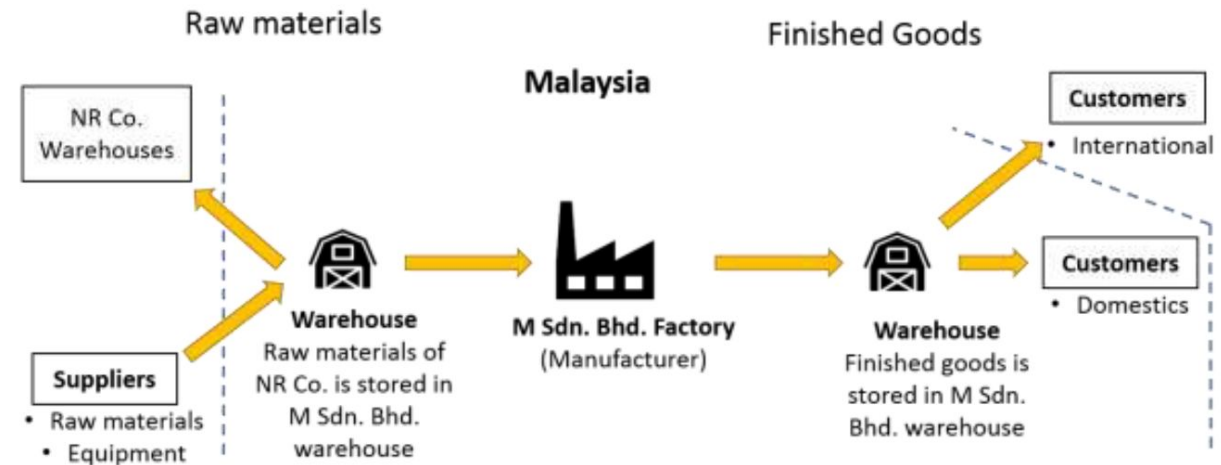 Raw materials
Finished Goods
Malaysia
NR Co.
Warehouses
Customers
• International
Customers
• Domestics
Warehouse
Raw materials of
NR Co. is stored in
M Sdn. Bhd.
warehouse
M Sdn. Bhd. Factory
(Manufacturer)
Warehouse
Finished goods is
stored in M Sdn.
Bhd. warehouse
Suppliers
• Raw materials
• Equipment